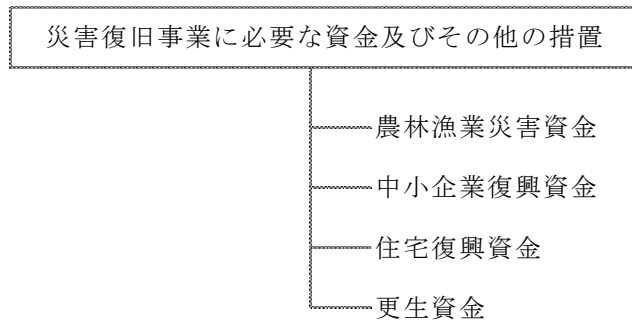 災害復旧事業に必要な資金及びその他の措置
農林漁業災害資金
中小企業復興資金
住宅復興資金
更生資金